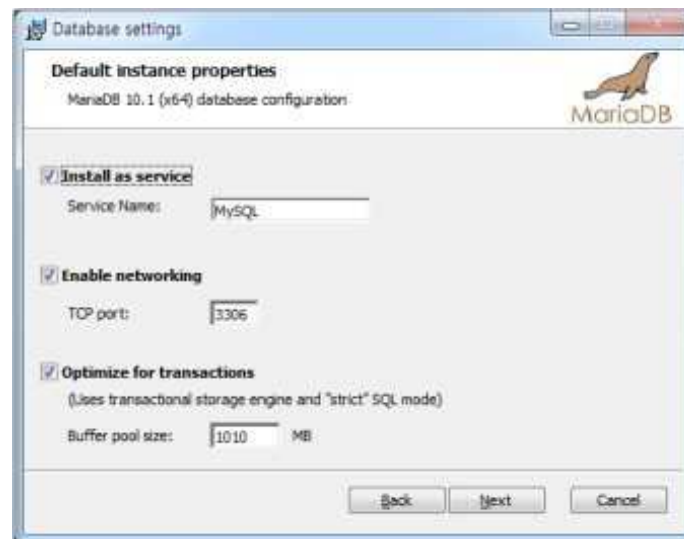 Database settings
Default instance properties
MariaDB 10.1 (x64) database configuration
MariaDB
Install as service
Service Name: MySQL
Enable networking
TCP port: 3306
Optimize for transactions
(Uses transactional storage engine and "strict" SQL mode)
Buffer pool size: 1010 MB
Back Next Cancel